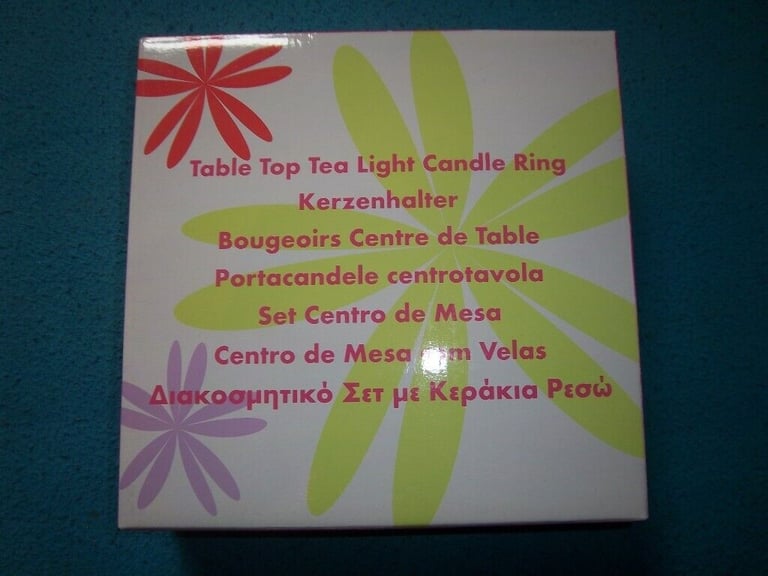 Table Top Tea Light Candle Ring
Kerzenhalter
Bougeoirs Centre de Table
Portacandele centrotavola
Set Centro de Mesa
Centro de Mesa Velas
Διακοσμητικό Σετ με Κεράκια Ρεσώ